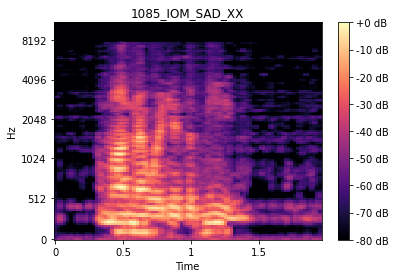 1085_IOM_SAD_XX
Hz
8192
4096
2048
1024
512
0
0
0.5
1
1.5
Time
+0 dB
-10 dB
-20 dB
-30 dB
-40 dB
-50 dB
-60 dB
-70 dB
-80 dB